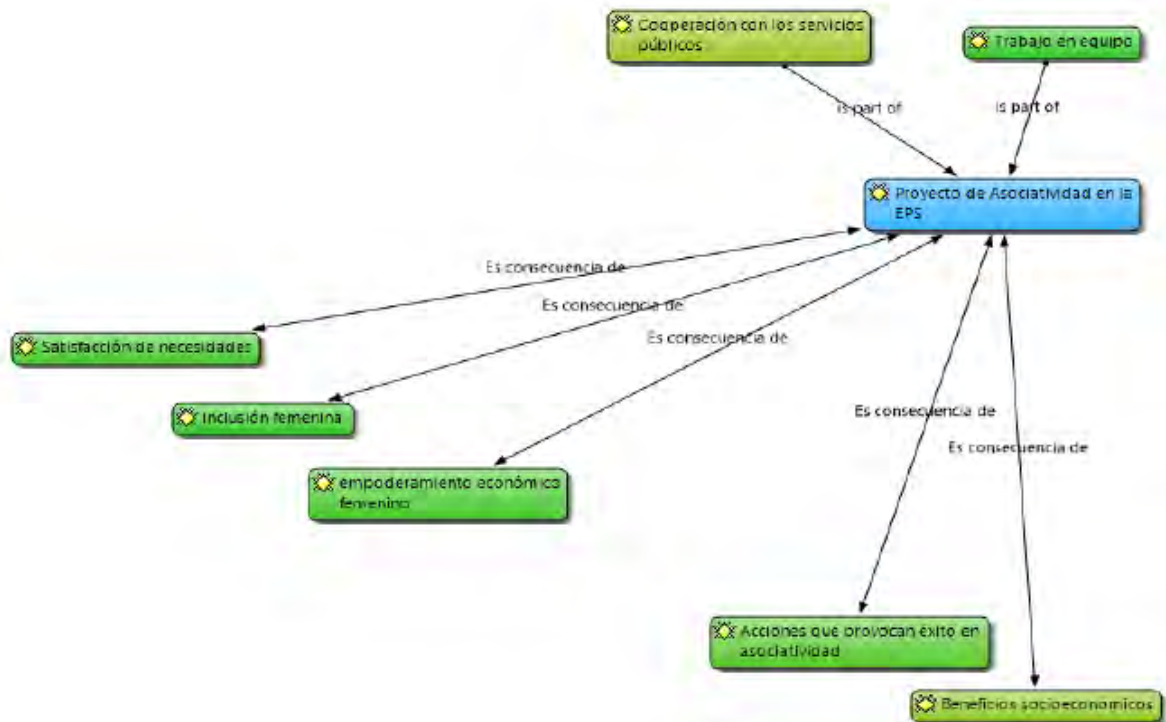 Cooperación con los servicios
públicos
Trabajo en equipo
is part of
is part of
Proyecto de Asociatividad en la
EPS
Es consecuencia de
Es consecuencia de
Es consecuencia de
Satisfacción de necesidades
Inclusión femenina
empoderamiento económico
femenino
Es consecuencia de
Es consecuencia de
Acciones que provocan éxito en
asociatividad
Beneficios socioeconomicos